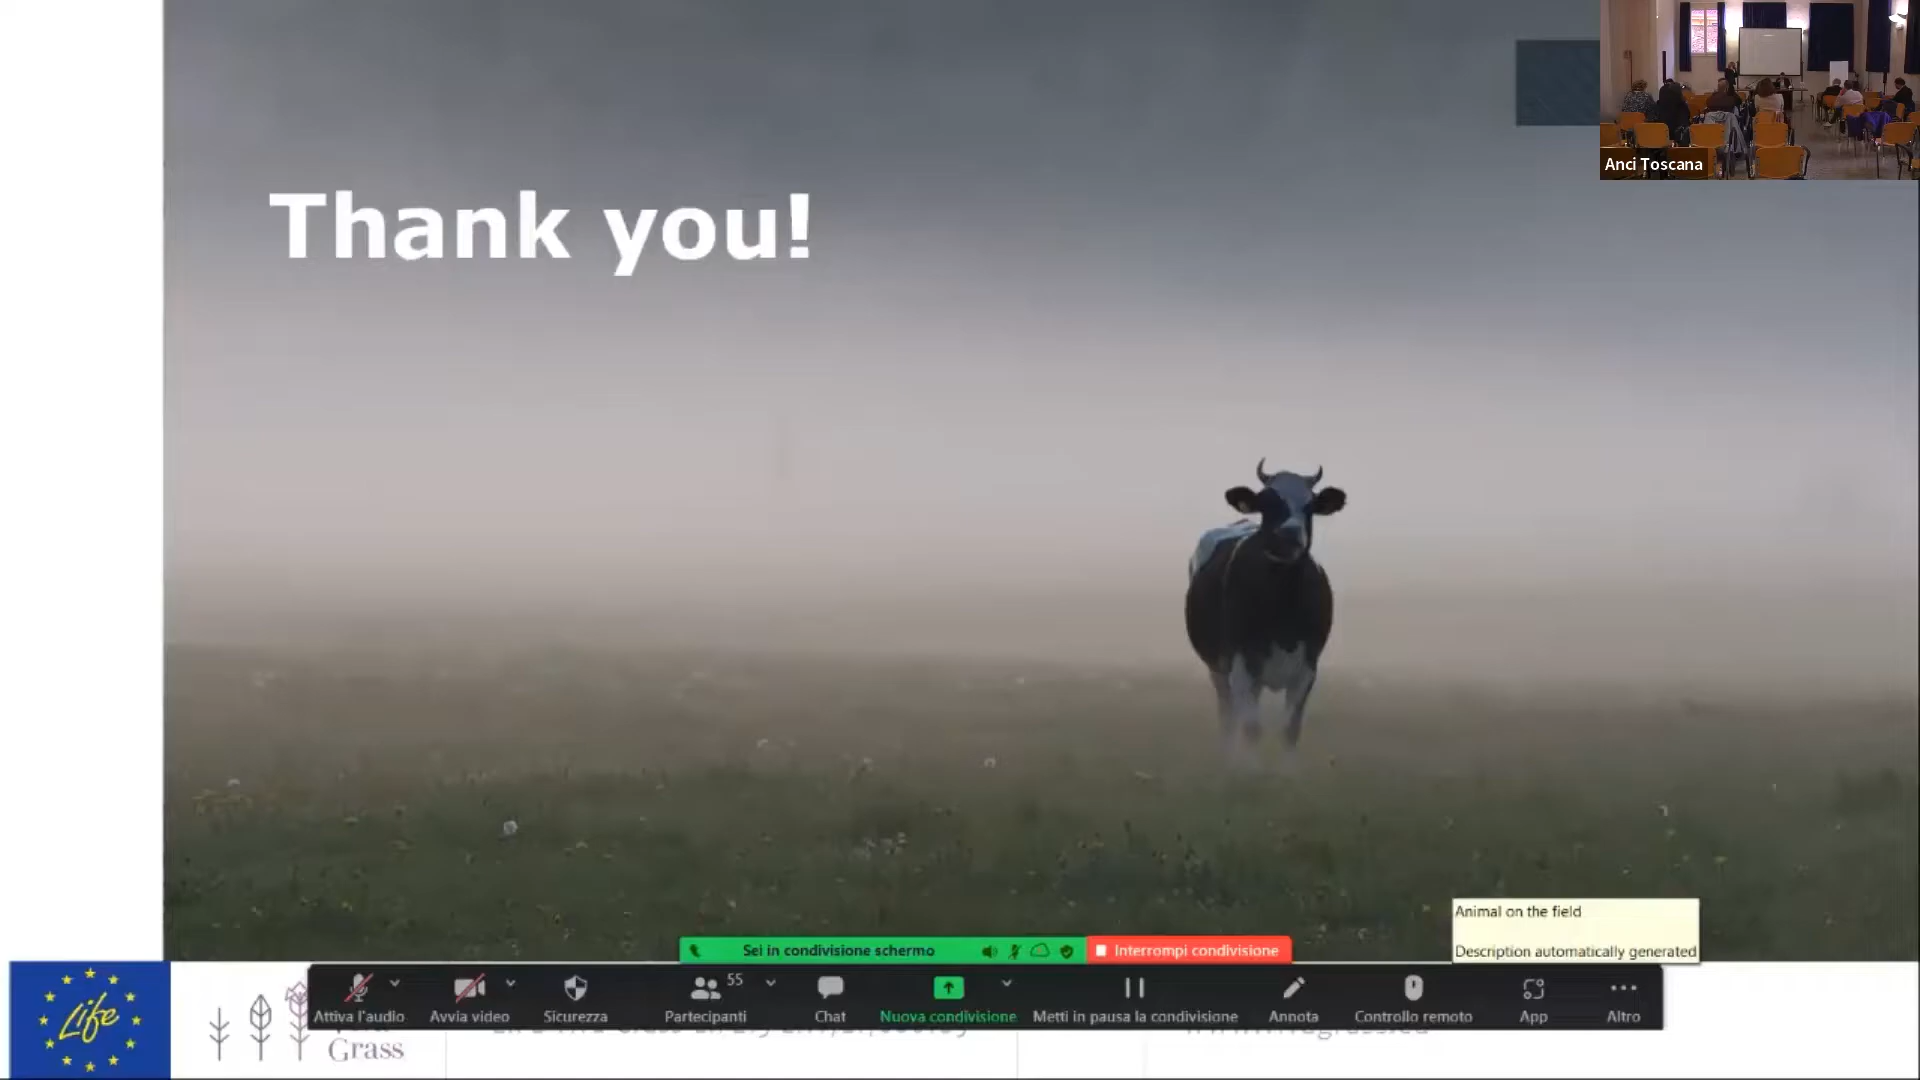 Thank you!
Anci Toscana
Animal on the field
Description automatically generated
Sei in condivisione schermo
Interrompi condivisione
55
Attiva l'audio
Avvia video
Sicurezza
Partecipanti
Chat
Nuova condivisione
Metti in pausa la condivisione
Annota
Controllo remoto
App
Altro
Life
Grass